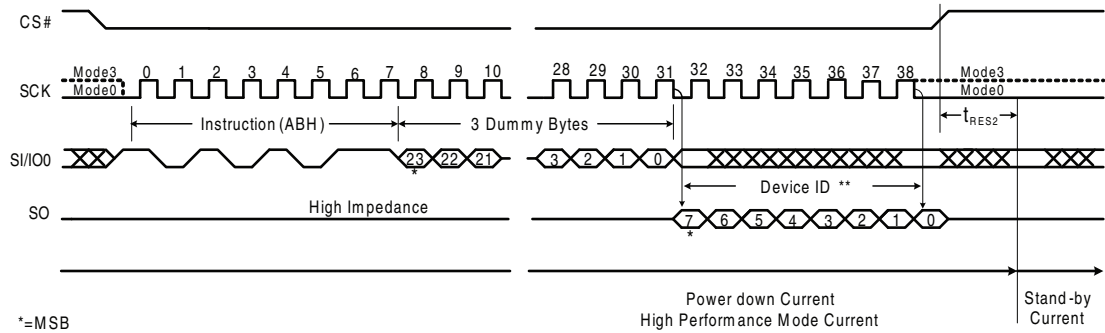 CS#
Mode3
0 1 2 3 4 5 6 7 8 9 10 28 29 30 31 32 33 34 35 36 37 38
Mode3
SCK
Mode0
Mode0
Instruction (ABH)
3 Dummy Bytes
tRES2
SI/IO0
23 22 21 3 2 1 0
*
Device ID **
High Impedance
SO
7 6 5 4 3 2 1 0
*
Power down Current
High Performance Mode Current
Stand-by
Current
*=MSB